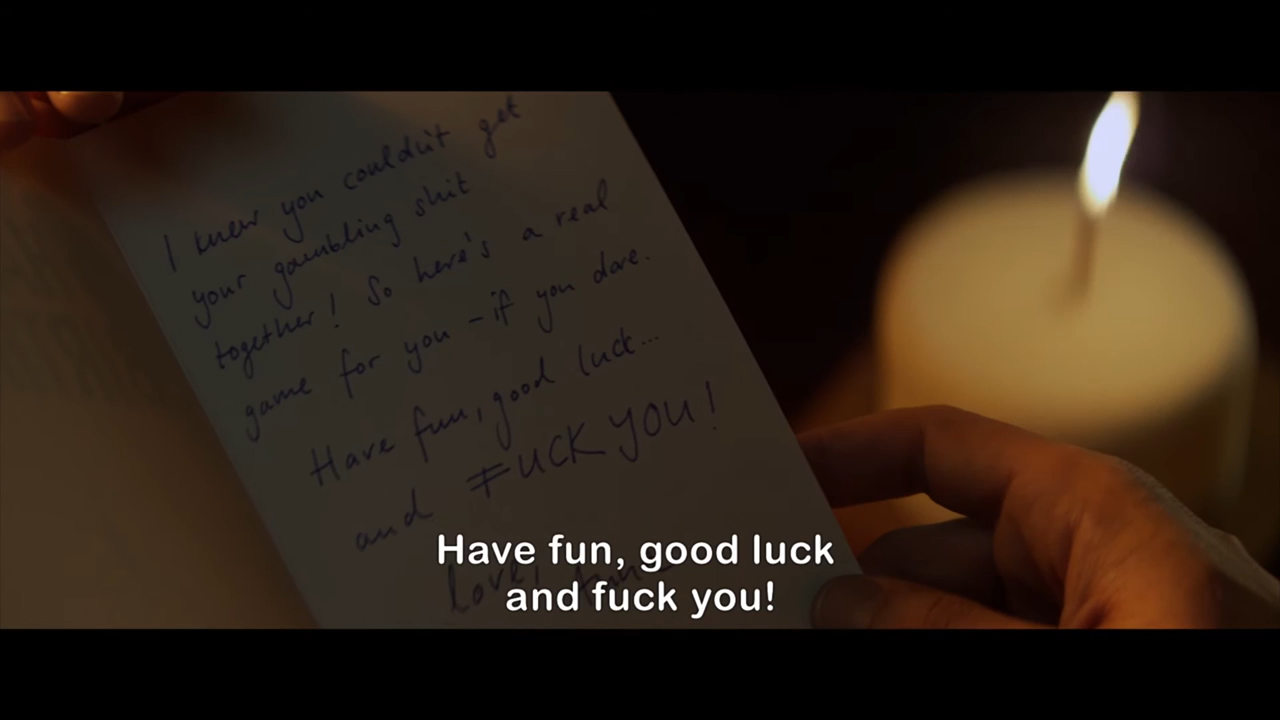 I knew you couldn't get
your gambling shit
together! So here's a real
game for you – if you dare.
Have fun, good luck...
and FUCK YOU!
Love,
Have fun, good luck
and fuck you!